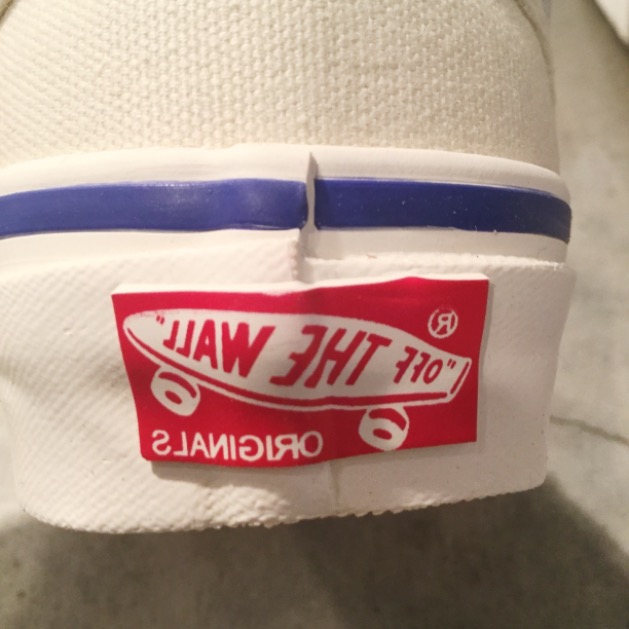 "OFF THE WALL" ®
ORIGINALS